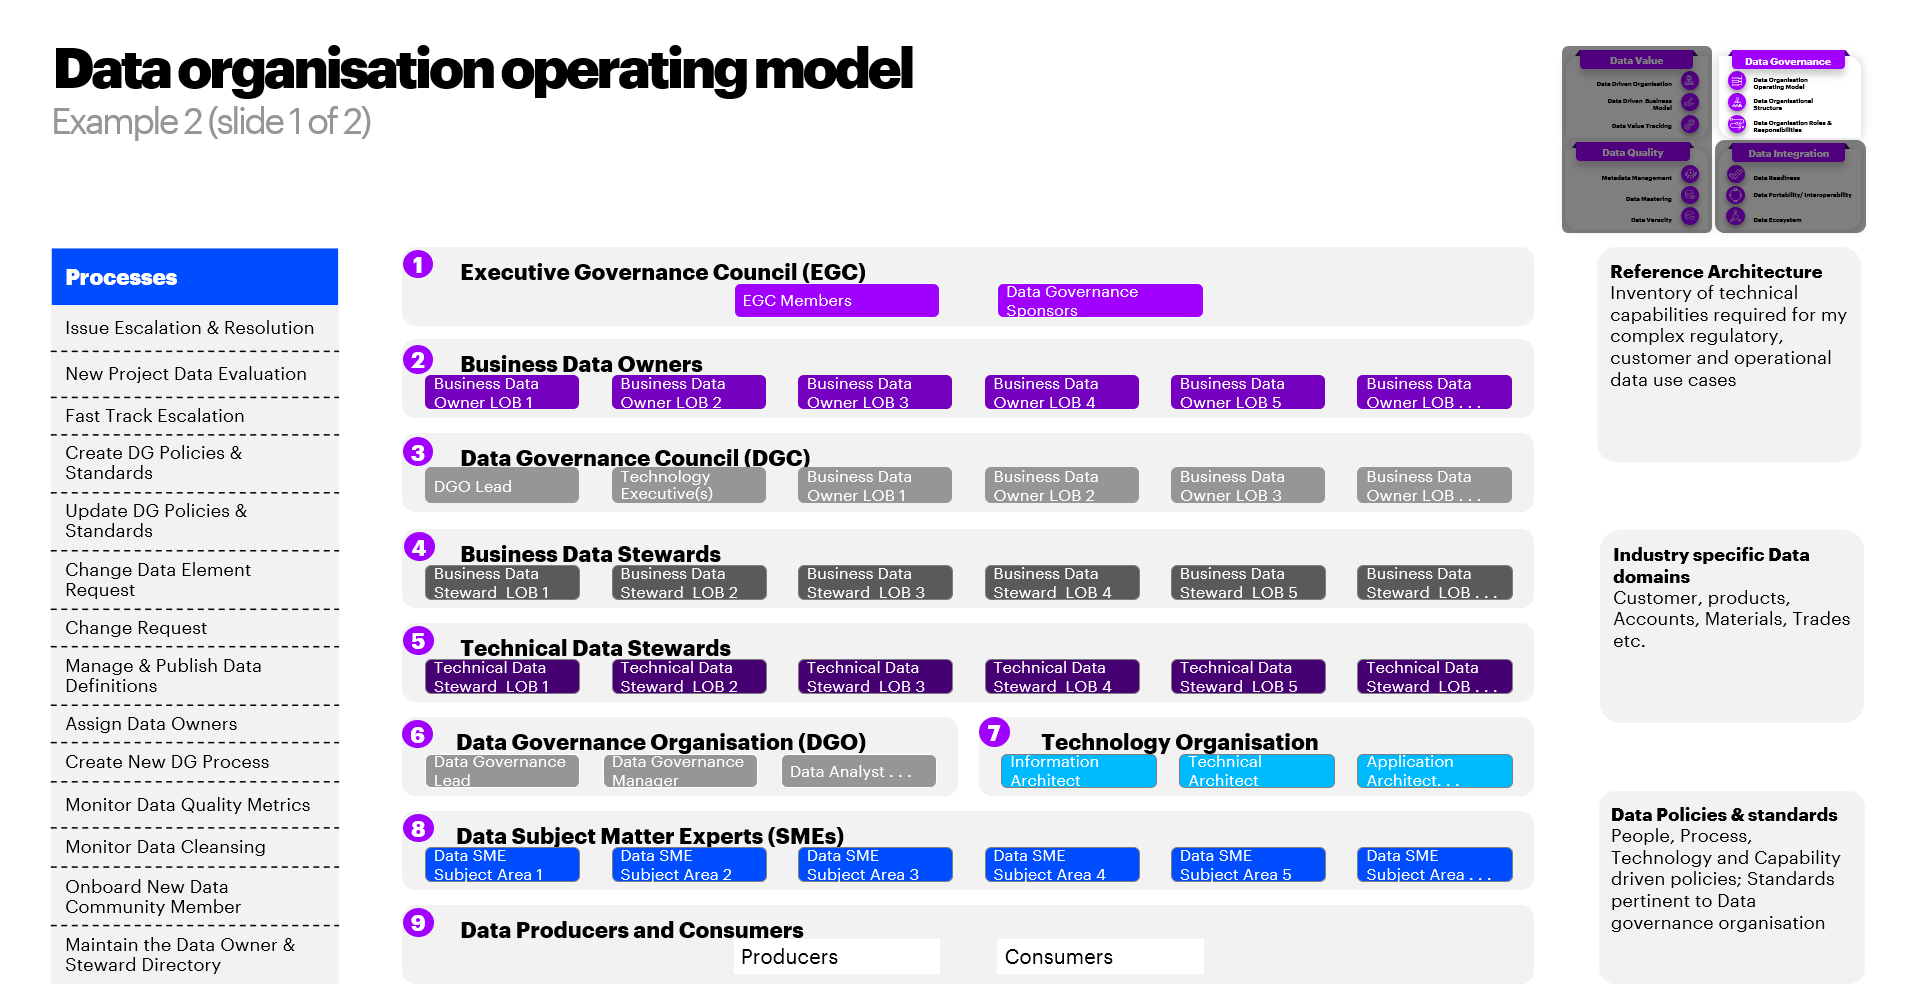 Data organisation operating model
Example 2 (slide 1 of 2)
Data Value
Data Driven Organisation
Data Driven Business
Model
Data Value Tracking
Data Governance
Data Organisation
Operating Model
Data Organisational
Structure
Data Organisation Roles &
Responsibilities
Data Quality
Metadata Management
Data Mastering
Data Veracity
Data Integration
Data Readiness
Data Portability/ Interoperability
Data Ecosystem
Processes
Issue Escalation & Resolution
New Project Data Evaluation
Fast Track Escalation
Create DG Policies &
Standards
Update DG Policies &
Standards
Change Data Element
Request
Change Request
Manage & Publish Data
Definitions
Assign Data Owners
Create New DG Process
Monitor Data Quality Metrics
Monitor Data Cleansing
Onboard New Data
Community Member
Maintain the Data Owner &
Steward Directory
1
Executive Governance Council (EGC)
EGC Members
Data Governance
Sponsors
2
Business Data Owners
Business Data
Owner LOB 1
Business Data
Owner LOB 2
Business Data
Owner LOB 3
Business Data
Owner LOB 4
Business Data
Owner LOB 5
Business Data
Owner LOB . . .
3
Data Governance Council (DGC)
DGO Lead
Technology
Executive(s)
Business Data
Owner LOB 1
Business Data
Owner LOB 2
Business Data
Owner LOB 3
Business Data
Owner LOB . . .
4
Business Data Stewards
Business Data
Steward LOB 1
Business Data
Steward LOB 2
Business Data
Steward LOB 3
Business Data
Steward LOB 4
Business Data
Steward LOB 5
Business Data
Steward LOB . . .
5
Technical Data Stewards
Technical Data
Steward LOB 1
Technical Data
Steward LOB 2
Technical Data
Steward LOB 3
Technical Data
Steward LOB 4
Technical Data
Steward LOB 5
Technical Data
Steward LOB . . .
6
Data Governance Organisation (DGO)
Data Governance
Lead
Data Governance
Manager
Data Analyst . . .
7
Technology Organisation
Information
Architect
Technical
Architect
Application
Architect. . .
8
Data Subject Matter Experts (SMEs)
Data SME
Subject Area 1
Data SME
Subject Area 2
Data SME
Subject Area 3
Data SME
Subject Area 4
Data SME
Subject Area 5
Data SME
Subject Area . . .
9
Data Producers and Consumers
Producers
Consumers
Reference Architecture
Inventory of technical
capabilities required for my
complex regulatory,
customer and operational
data use cases
Industry specific Data
domains
Customer, products,
Accounts, Materials, Trades
etc.
Data Policies & standards
People, Process,
Technology and Capability
driven policies; Standards
pertinent to Data
governance organisation